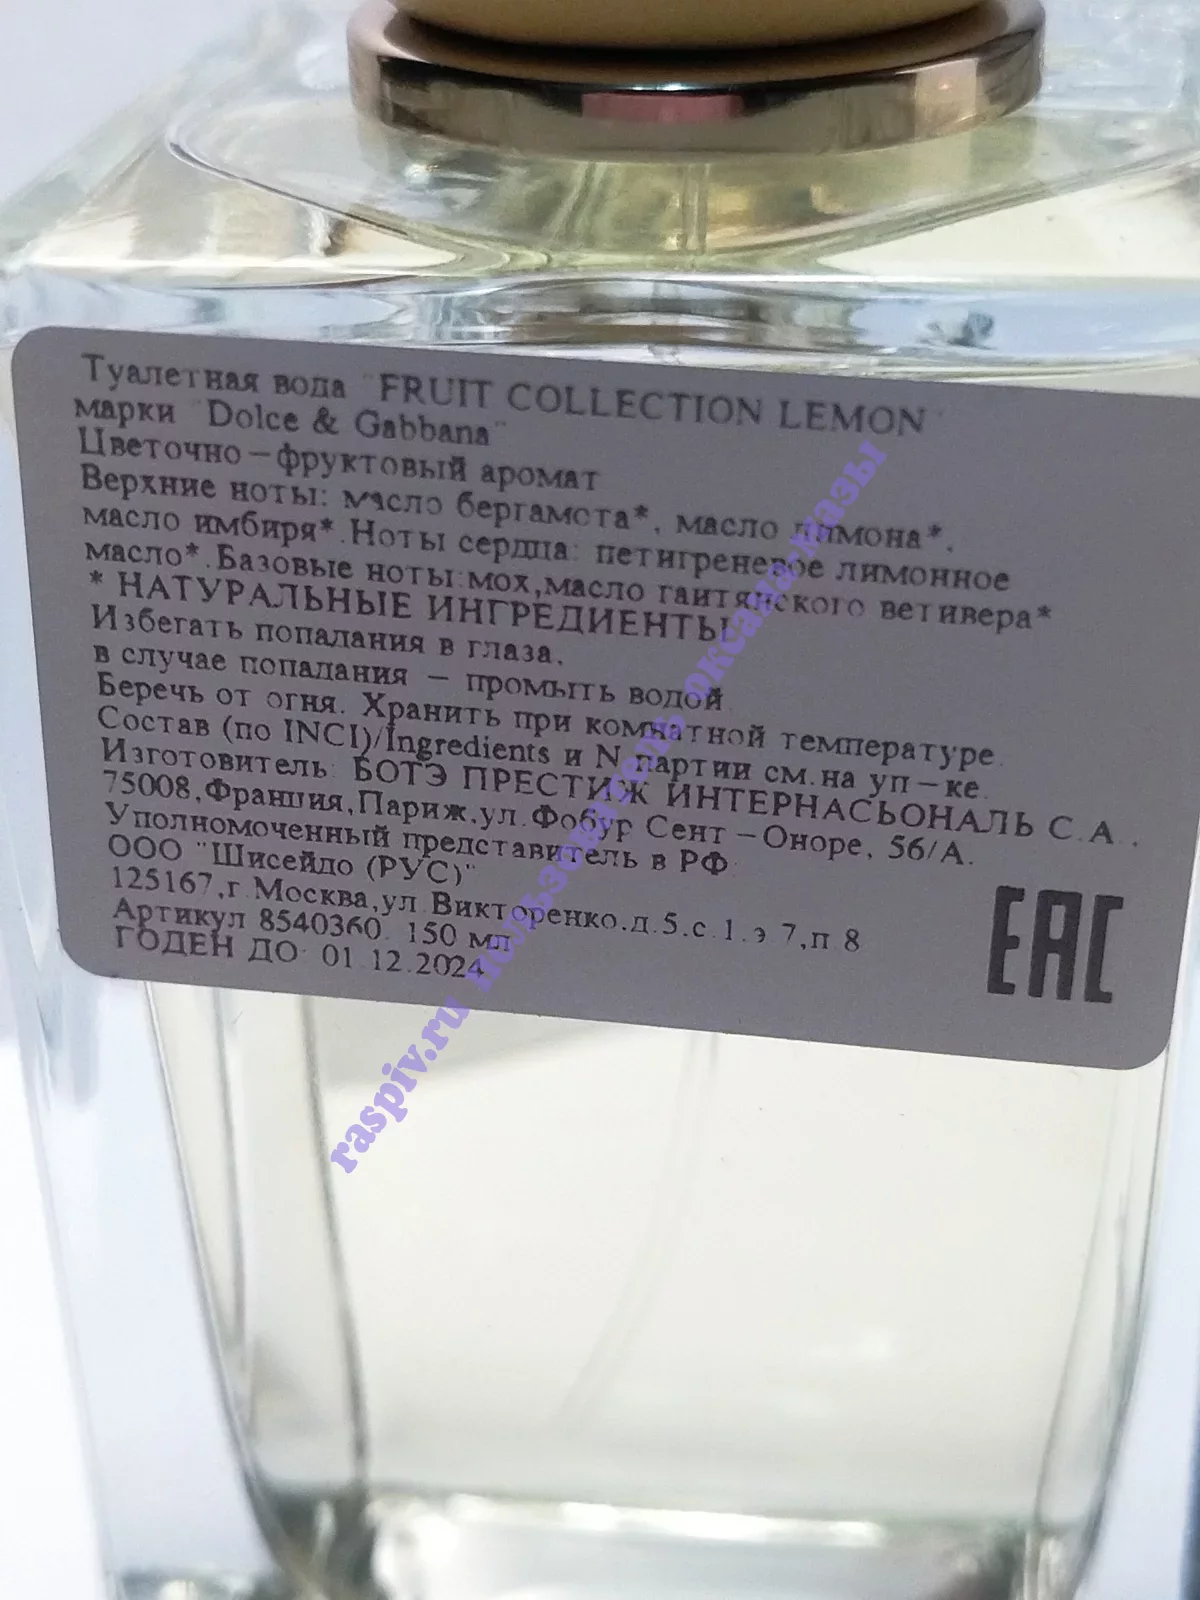 Туалетная вода "FRUIT COLLECTION LEMON"
марки "Dolce & Gabbana"
Цветочно-фруктовый аромат
Верхние ноты: масло бергамота*, масло лимона*,
масло имбиря*.Ноты сердца: петигреневое лимонное
масло*.Базовые ноты:мох,масло гаитянского ветивера*
* НАТУРАЛЬНЫЕ ИНГРЕДИЕНТЫ
Избегать попадания в глаза,
в случае попадания - промыть водой.
Беречь от огня. Хранить при комнатной температуре.
Состав (по INCI)/Ingredients и N партии см.на уп-ке.
Изготовитель: БОТЭ ПРЕСТИЖ ИНТЕРНАСЬОНАЛЬ С.А.,
75008,Франция,Париж,ул.Фобур Сент-Оноре, 56/А.
Уполномоченный представитель в РФ
ООО "Шисейдо (РУС)"
125167,г.Москва,ул.Викторенко,д.5,с.1,э 7,п.8
Артикул 8540360. 150 мл
ГОДЕН ДО: 01.12.2024
EAC
raspiv.ru пользователь оксана-казы